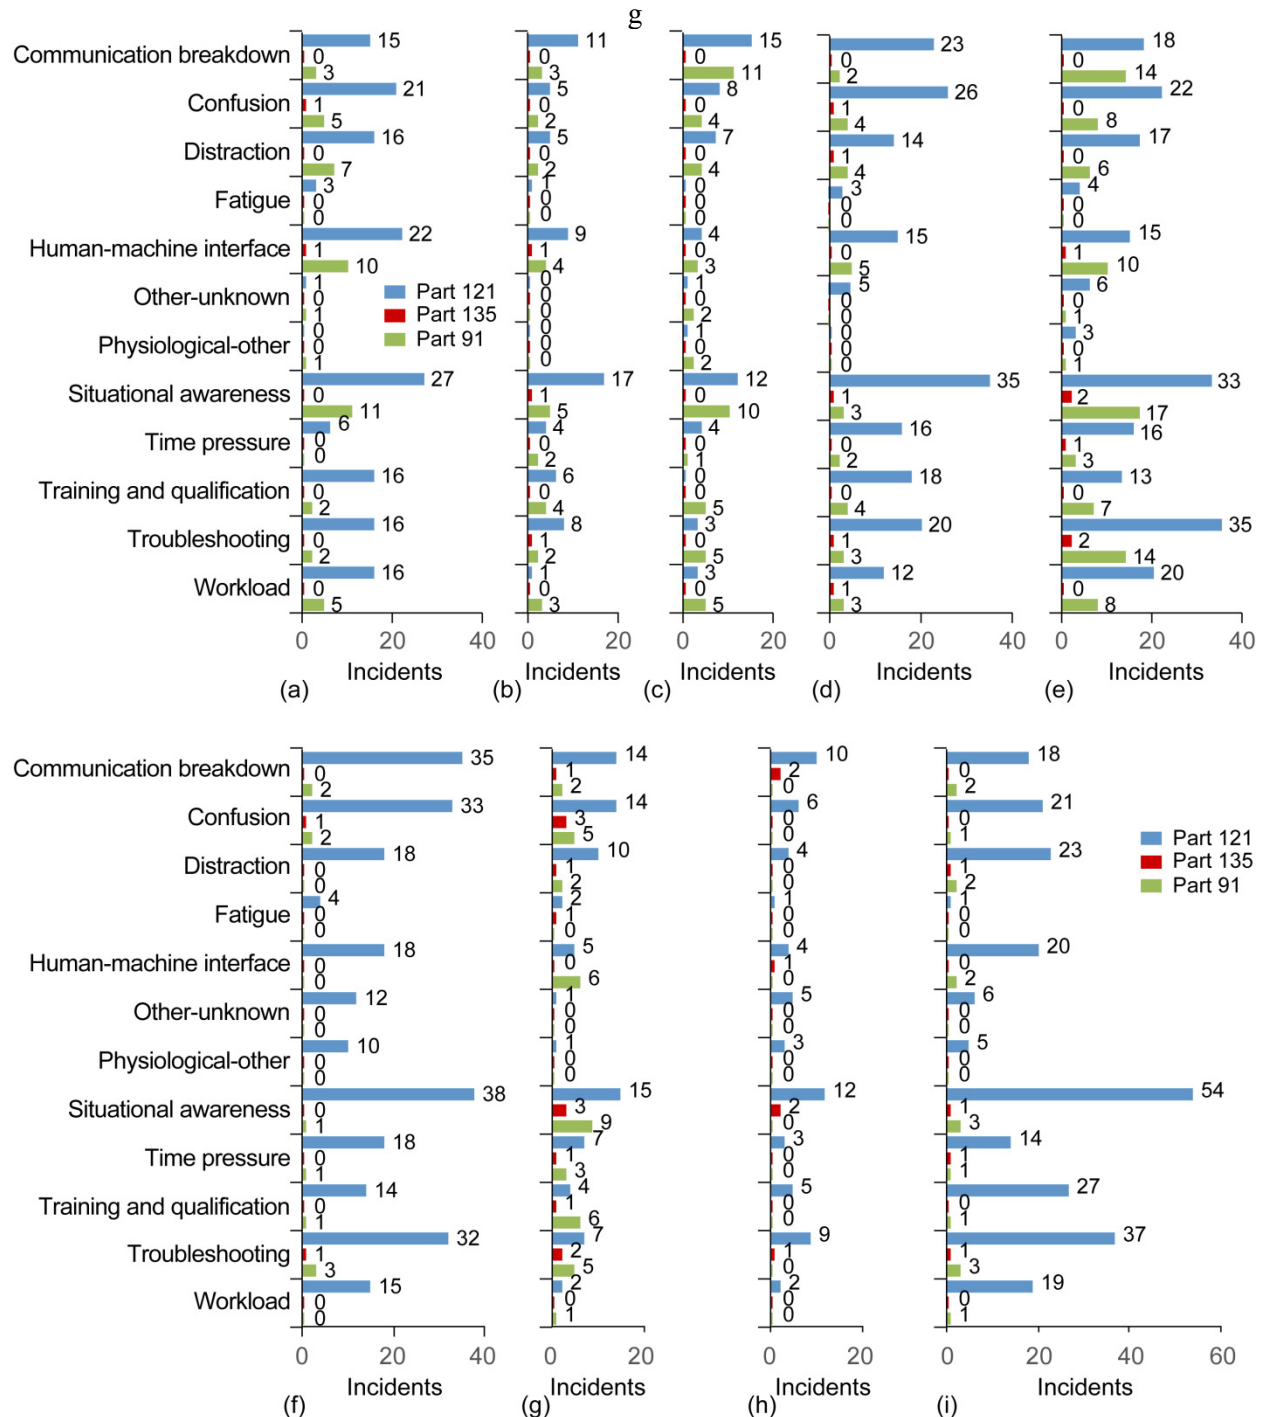 g
Communication breakdown 15 11 15 23 18
0 0 0 0 0
3 3 11 2 14
Confusion 21 5 8 26 22
1 0 0 1 0
5 2 4 4 8
Distraction 16 5 7 14 17
0 0 0 1 0
7 2 4 4 6
Fatigue 3 1 0 3 4
0 0 0 0 0
0 0 0 0 0
Human-machine interface 22 9 4 15 15
1 1 0 0 1
10 4 3 5 10
Other-unknown 1 0 1 5 6
0 0 0 0 0
1 0 2 0 1
Physiological-other 0 0 1 0 3
0 0 0 0 0
1 0 2 0 1
Part 121
Part 135
Part 91
Situational awareness 27 17 12 35 33
0 1 0 1 2
11 5 10 3 17
Time pressure 6 4 4 16 16
0 0 0 0 1
0 2 1 2 3
Training and qualification 16 6 0 18 13
0 0 0 0 0
2 4 5 4 7
Troubleshooting 16 8 3 20 35
0 1 0 1 2
2 2 5 3 14
Workload 16 1 3 12 20
0 0 0 1 0
5 3 5 3 8
0 20 40 0 20 0 20 0 20 40 0 20 40
Incidents Incidents Incidents Incidents Incidents
(a) (b) (c) (d) (e)
Communication breakdown 35 14 10 18
0 1 2 0
2 2 0 2
Confusion 33 14 6 21
1 3 0 0
2 5 0 1
Distraction 18 10 4 23
0 1 0 1
0 2 0 2
Fatigue 4 2 1 1
0 1 0 0
0 0 0 0
Human-machine interface 18 5 4 20
0 0 1 0
0 6 0 2
Other-unknown 12 1 5 6
0 0 0 0
0 0 0 0
Physiological-other 10 1 3 5
0 0 0 0
0 0 0 0
Part 121
Part 135
Part 91
Situational awareness 38 15 12 54
0 3 2 1
1 9 0 3
Time pressure 18 7 3 14
0 1 0 1
1 3 0 1
Training and qualification 14 4 5 27
0 1 0 0
1 6 0 1
Troubleshooting 32 7 9 37
1 2 1 1
3 5 0 3
Workload 15 2 2 19
0 0 0 0
0 1 0 1
0 20 40 0 20 0 20 0 20 40 60
Incidents Incidents Incidents Incidents
(f) (g) (h) (i)